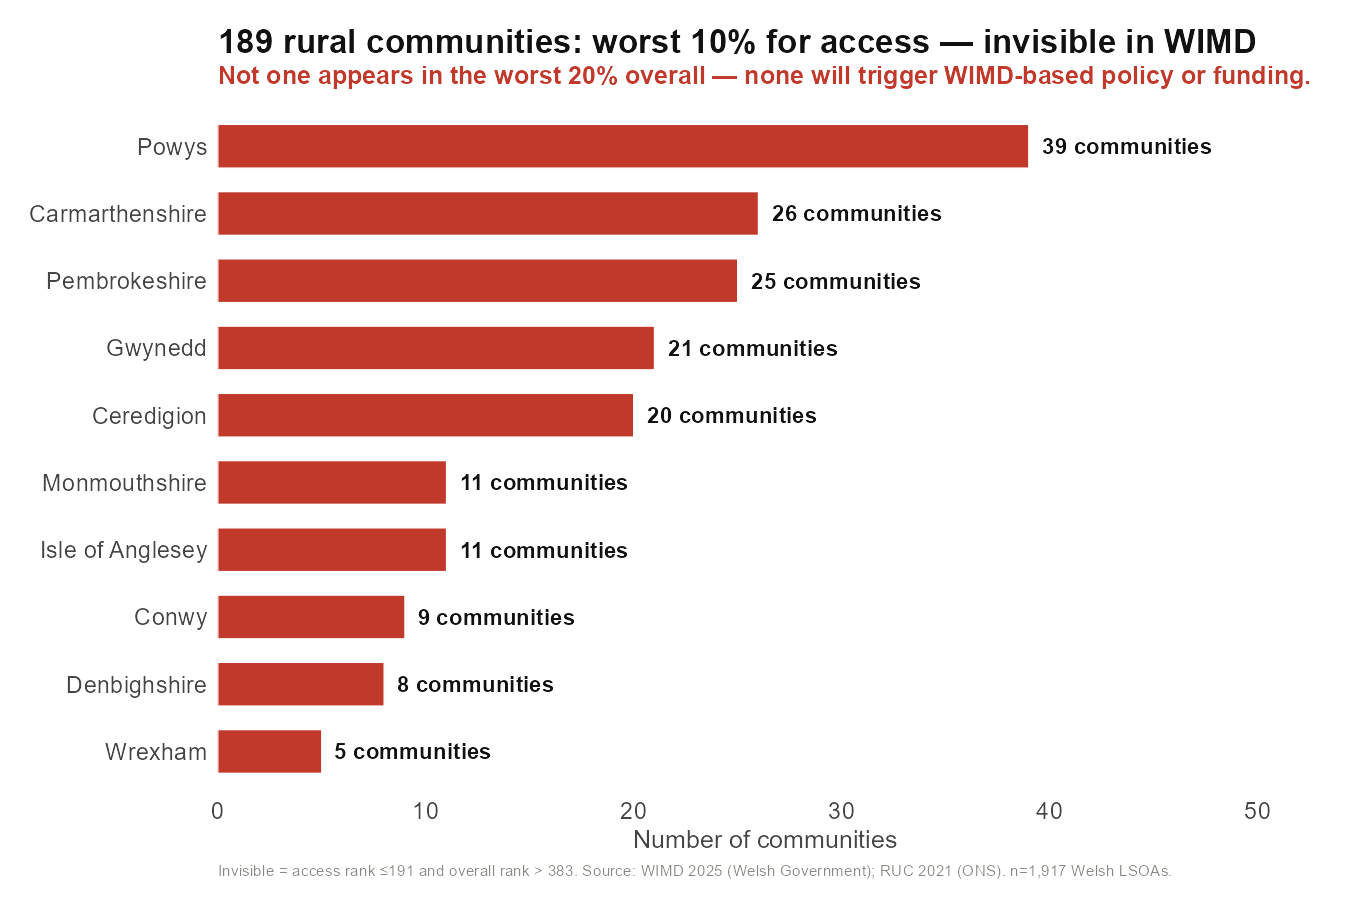 189 rural communities: worst 10% for access — invisible in WIMD
Not one appears in the worst 20% overall — none will trigger WIMD-based policy or funding.
Powys 39 communities
Carmarthenshire 26 communities
Pembrokeshire 25 communities
Gwynedd 21 communities
Ceredigion 20 communities
Monmouthshire 11 communities
Isle of Anglesey 11 communities
Conwy 9 communities
Denbighshire 8 communities
Wrexham 5 communities
0 10 20 30 40 50
Number of communities
Invisible = access rank ≤191 and overall rank > 383. Source: WIMD 2025 (Welsh Government); RUC 2021 (ONS). n=1,917 Welsh LSOAs.